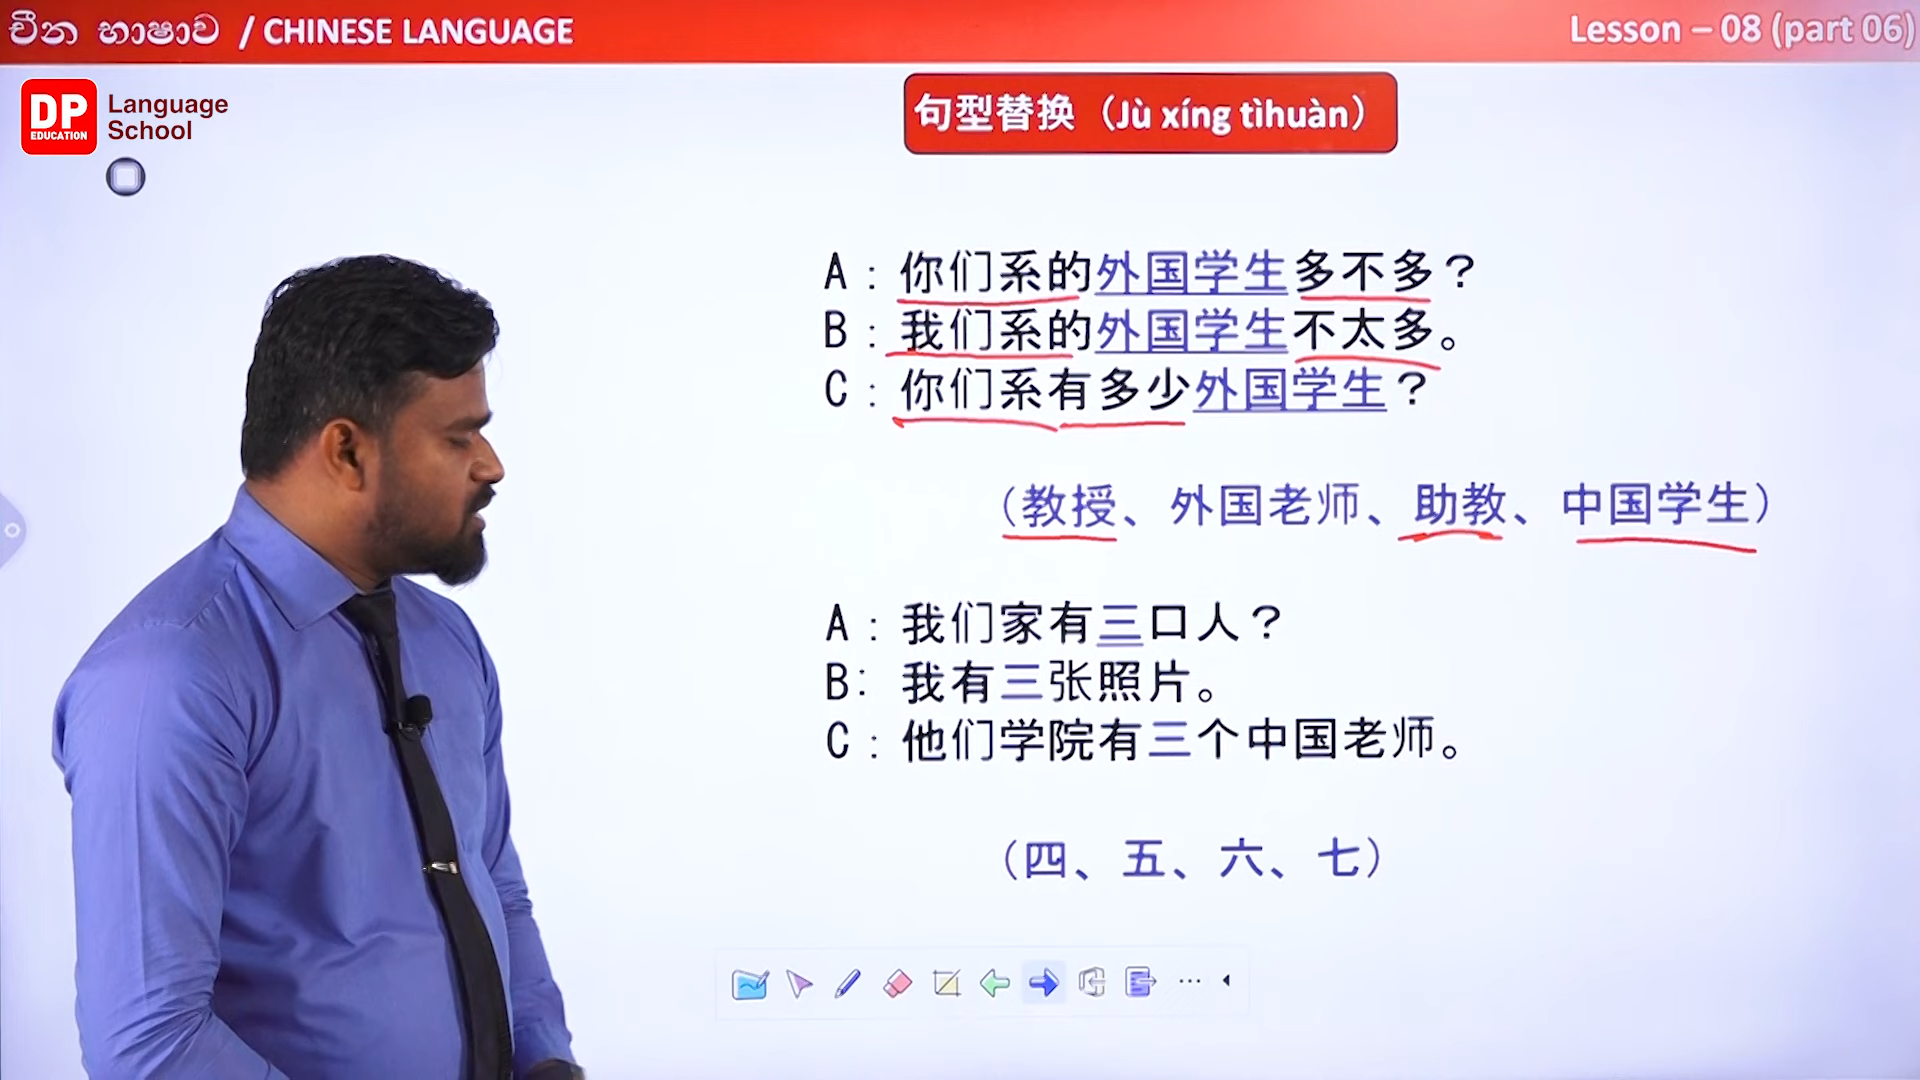 චීන භාෂාව / CHINESE LANGUAGE
Lesson – 08 (part 06)
DP
EDUCATION
Language
School
句型替换（Jù xíng tìhuàn）
A：你们系的外国学生多不多？
B：我们系的外国学生不太多。
C：你们系有多少外国学生？
（教授、外国老师、助教、中国学生）
A：我们家有三口人？
B：我有三张照片。
C：他们学院有三个中国老师。
（四、五、六、七）